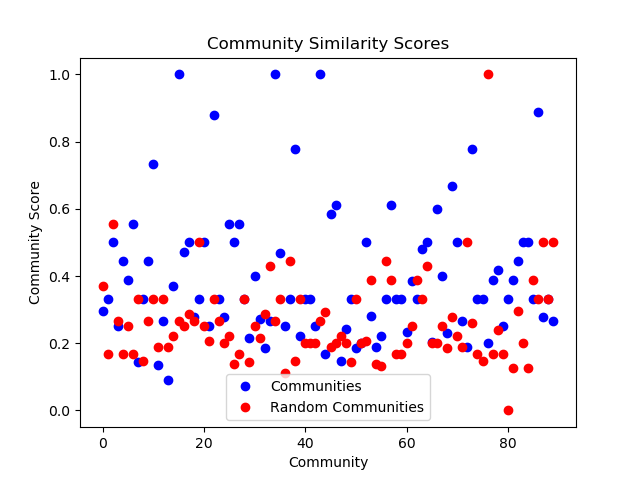 Community Similarity Scores
1.0
0.8
0.6
0.4
0.2
0.0
Community Score
0
20
40
60
80
Community
Communities
Random Communities